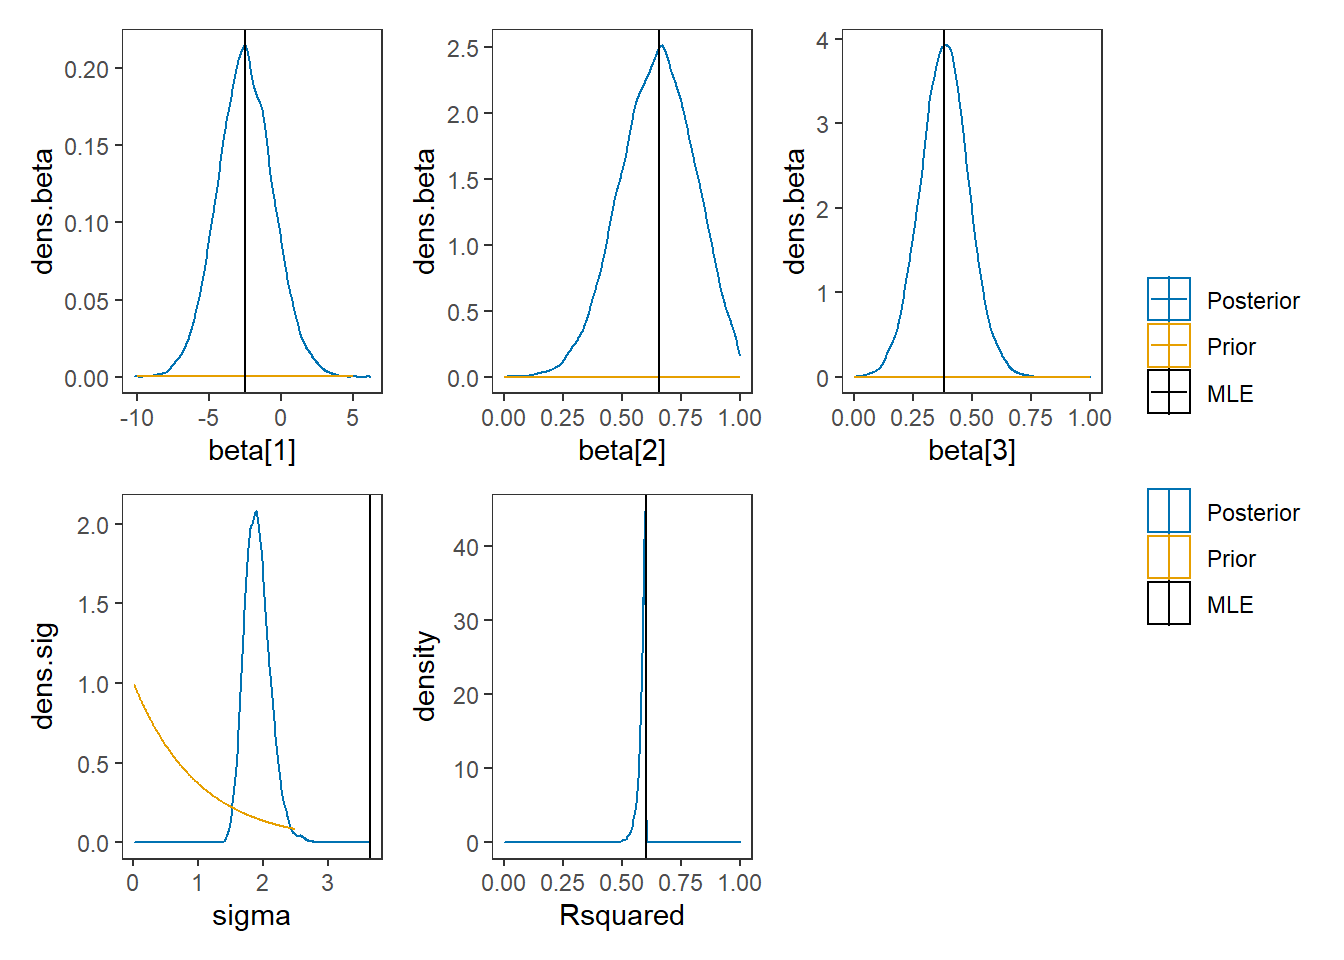 dens.beta
0.20
0.15
0.10
0.05
0.00
-10 -5 0 5
beta[1]
dens.beta
2.5
2.0
1.5
1.0
0.5
0.0
0.00 0.25 0.50 0.75 1.00
beta[2]
dens.beta
4
3
2
1
0
0.00 0.25 0.50 0.75 1.00
beta[3]
Posterior
Prior
MLE
dens.sig
2.0
1.5
1.0
0.5
0.0
0 1 2 3
sigma
density
40
30
20
10
0
0.00 0.25 0.50 0.75 1.00
Rsquared
Posterior
Prior
MLE